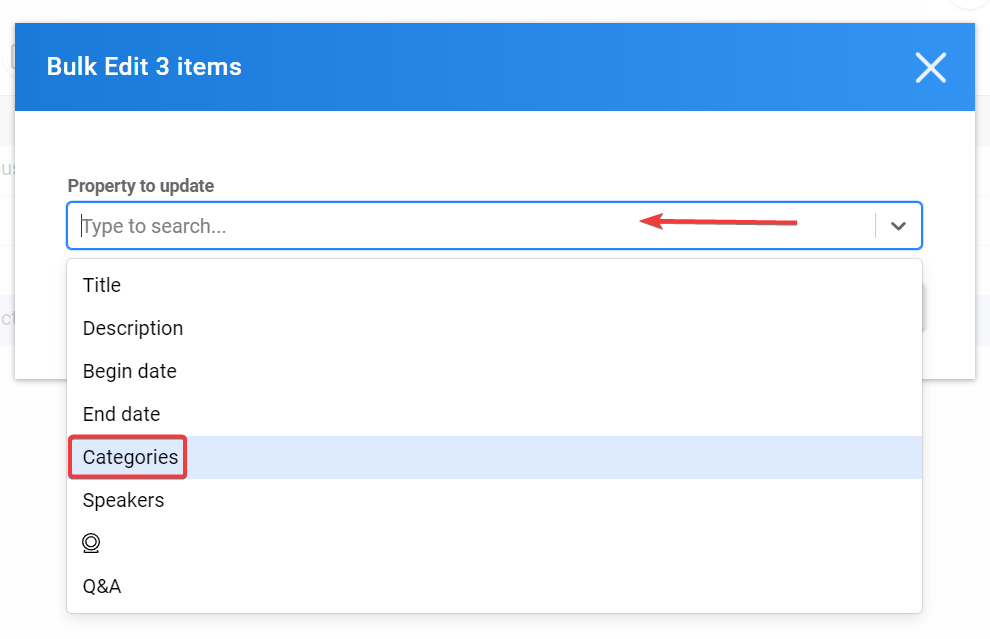 Bulk Edit 3 items
Property to update
Type to search...
Title
Description
Begin date
End date
Categories
Speakers
Q&A